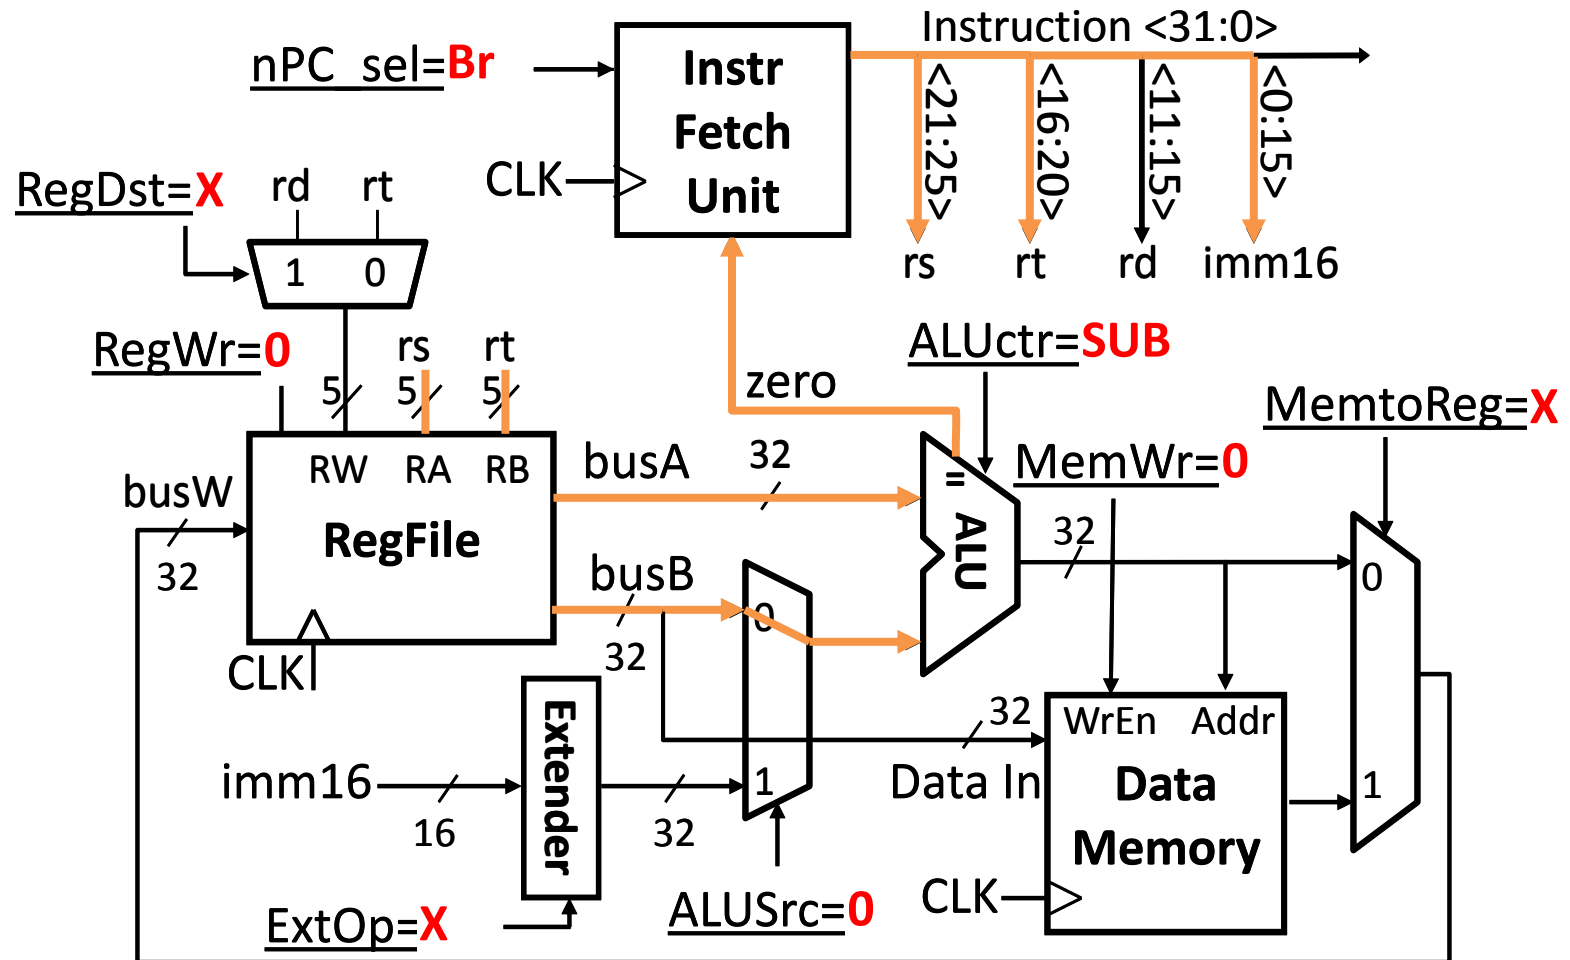 Instruction <31:0>
nPC_sel=Br
Instr
Fetch
Unit
CLK
<21:25>
<16:20>
<11:15>
<0:15>
rs
rt
rd
imm16
RegDst=X
rd
rt
1
0
RegWr=0
5
rs
5
rt
5
zero
ALUctr=SUB
MemtoReg=X
MemWr=0
RW
RA
RB
busW
32
RegFile
CLK
busA
32
busB
32
=
ALU
32
0
1
0
1
imm16
16
Extender
32
ExtOp=X
ALUSrc=0
32
Data In
WrEn
Addr
Data
Memory
CLK